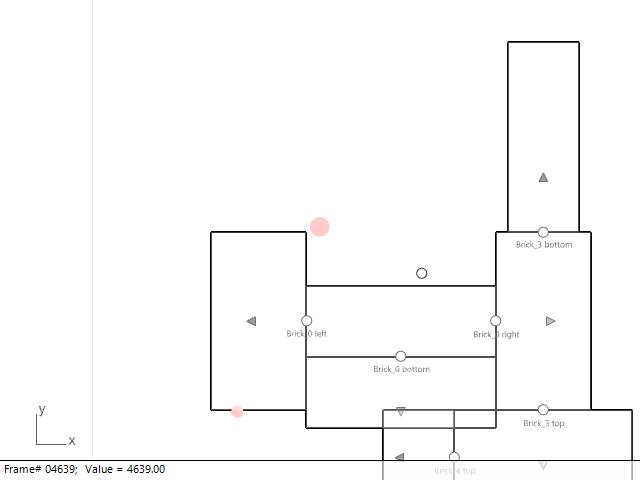 Brick_3 bottom
Brick_0 left
Brick_0 right
Brick_0 bottom
y
Brick_3 top
x
Brick_4 top
Frame# 04639; Value = 4639.00